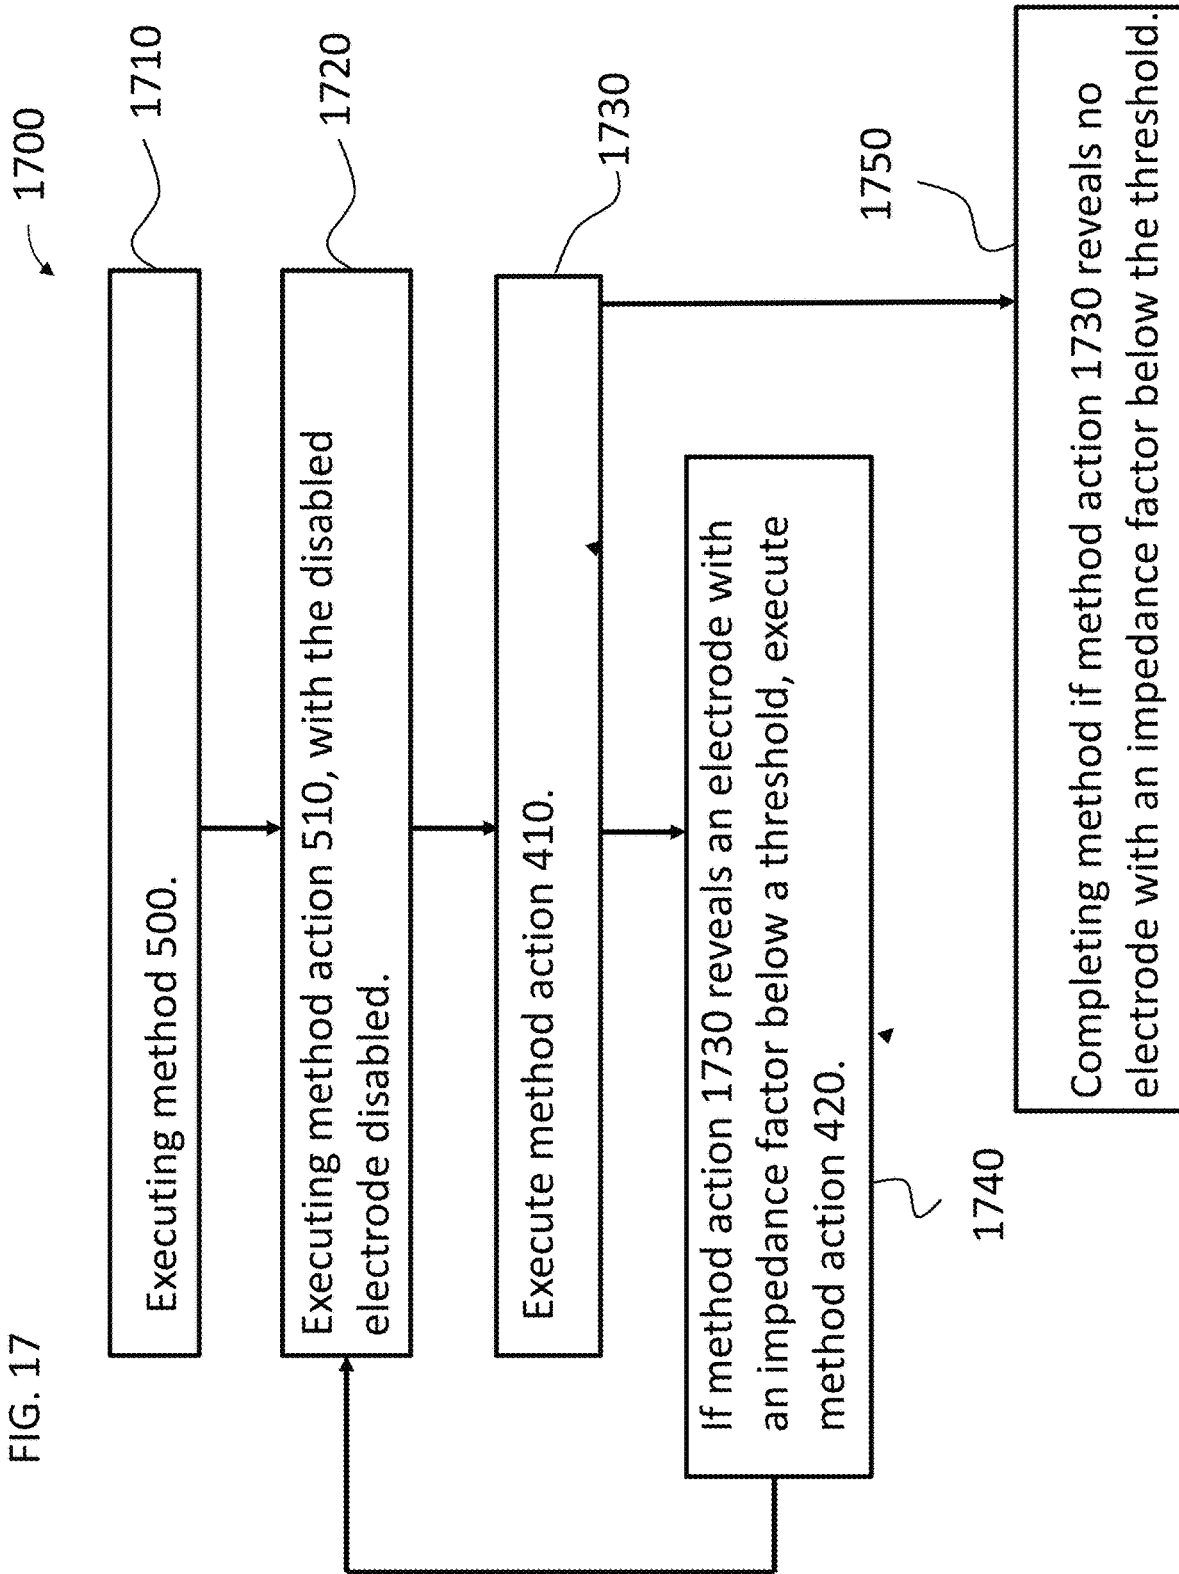 FIG. 17
1700
Executing method 500.
1710
Executing method action 510, with the disabled
electrode disabled.
1720
Execute method action 410.
1730
If method action 1730 reveals an electrode with
an impedance factor below a threshold, execute
method action 420.
1740
1750
Completing method if method action 1730 reveals no
electrode with an impedance factor below the threshold.